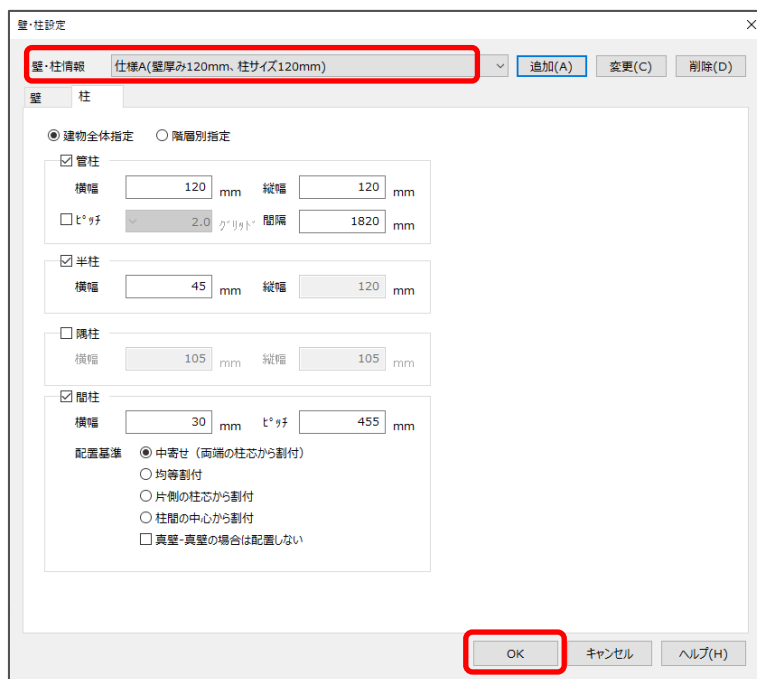 壁･柱設定
壁･柱情報 仕様A(壁厚み120mm、柱サイズ120mm) 追加(A) 変更(C) 削除(D)
壁 柱
建物全体指定 階層別指定
管柱
横幅 120 mm 縦幅 120 mm
ﾋﾟｯﾁ 2.0 ｸﾞﾘｯﾄﾞ 間隔 1820 mm
半柱
横幅 45 mm 縦幅 120 mm
隅柱
横幅 105 mm 縦幅 105 mm
間柱
横幅 30 mm ﾋﾟｯﾁ 455 mm
配置基準 中寄せ（両端の柱芯から割付）
均等割付
片側の柱芯から割付
柱間の中心から割付
真壁-真壁の場合は配置しない
OK キャンセル ヘルプ(H)